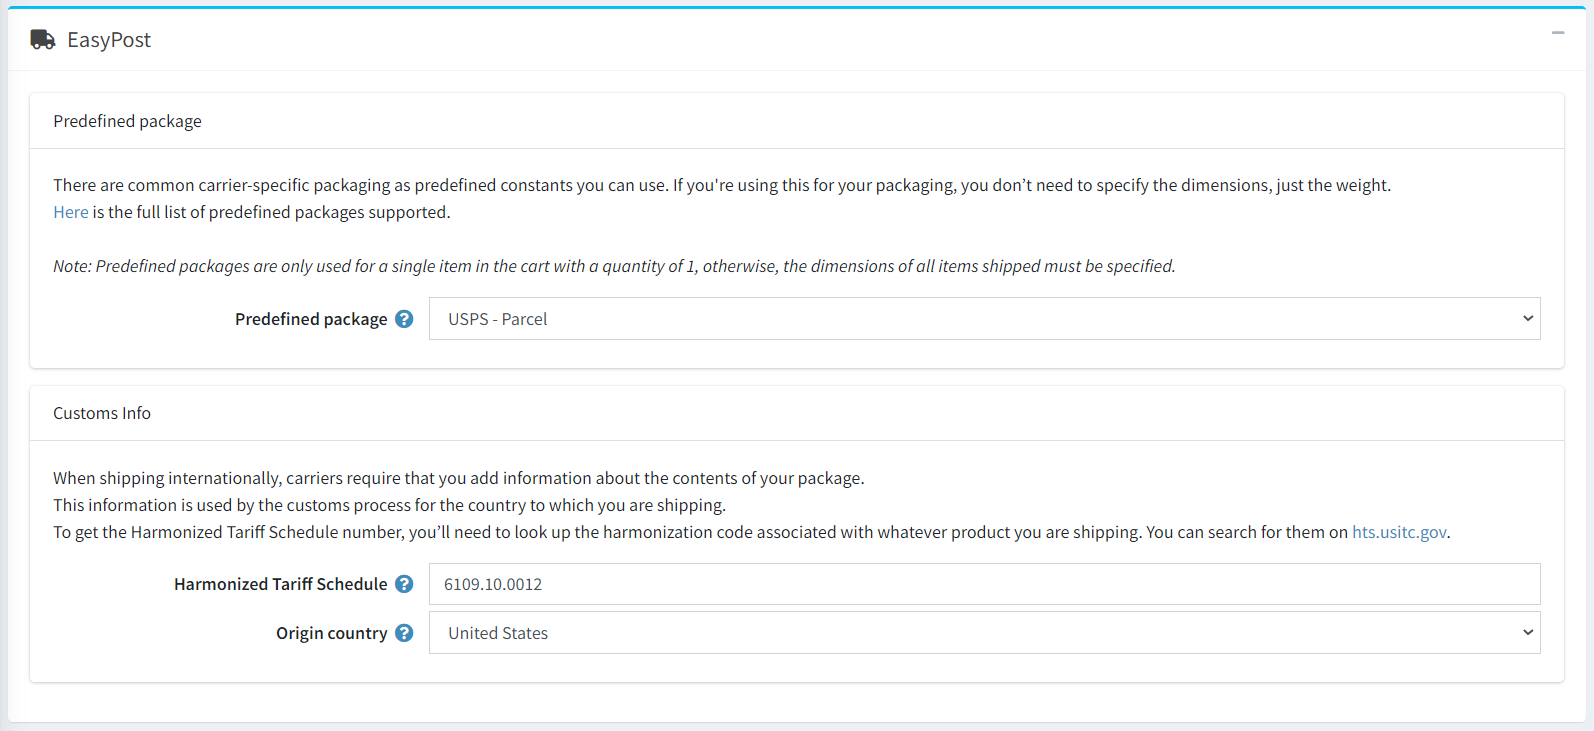 EasyPost
Predefined package
There are common carrier-specific packaging as predefined constants you can use. If you're using this for your packaging, you don’t need to specify the dimensions, just the weight.
Here is the full list of predefined packages supported.
Note: Predefined packages are only used for a single item in the cart with a quantity of 1, otherwise, the dimensions of all items shipped must be specified.
Predefined package ? USPS - Parcel
Customs Info
When shipping internationally, carriers require that you add information about the contents of your package.
This information is used by the customs process for the country to which you are shipping.
To get the Harmonized Tariff Schedule number, you’ll need to look up the harmonization code associated with whatever product you are shipping. You can search for them on hts.usitc.gov.
Harmonized Tariff Schedule ? 6109.10.0012
Origin country ? United States